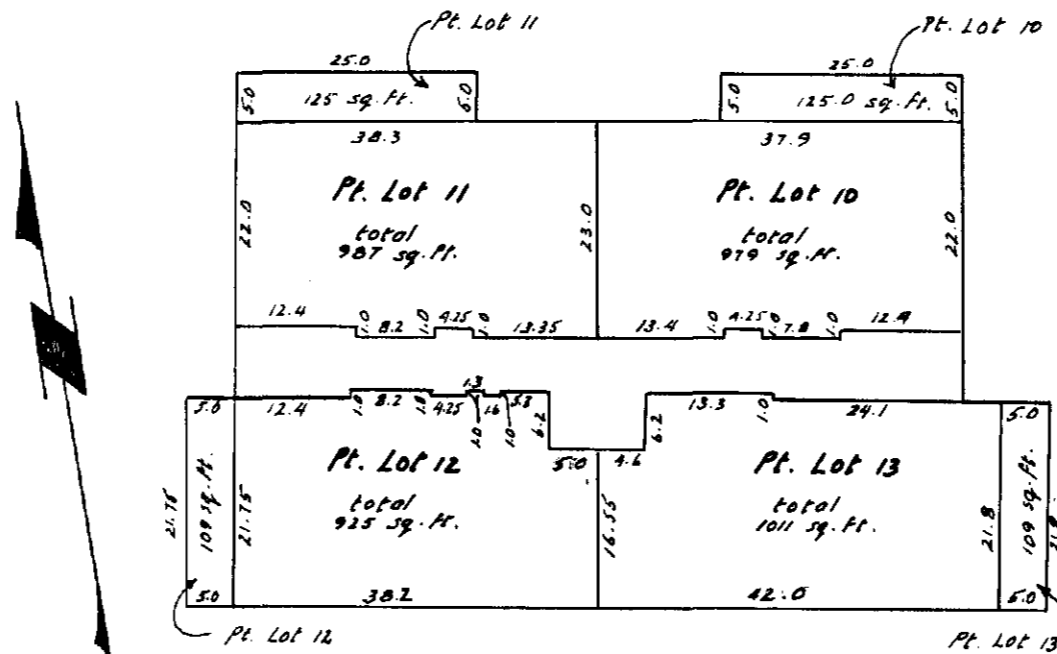 Pt. Lot 11
Pt. Lot 10
25.0
25.0
5.0
125 sq.ft.
5.0
5.0
125.0 sq.ft.
5.0
38.3
37.9
Pt. Lot 11
Pt. Lot 10
22.0
total
23.0
total
22.0
987 sq.ft.
979 sq.ft.
12.4
1.0
8.2
1.0
4.25
1.0
13.35
13.4
1.0
4.25
1.0
7.8
12.9
5.0
12.4
1.0
8.2
1.0
4.25
1.3
1.0
1.6
1.0
5.3
6.2
5.0
4.6
6.2
13.3
1.0
24.1
5.0
Pt. Lot 12
Pt. Lot 13
21.75
109 sq.ft.
21.75
total
925 sq.ft.
16.55
total
1011 sq.ft.
21.8
109 sq.ft.
21.8
5.0
38.2
42.0
5.0
Pt. Lot 12
Pt. Lot 13